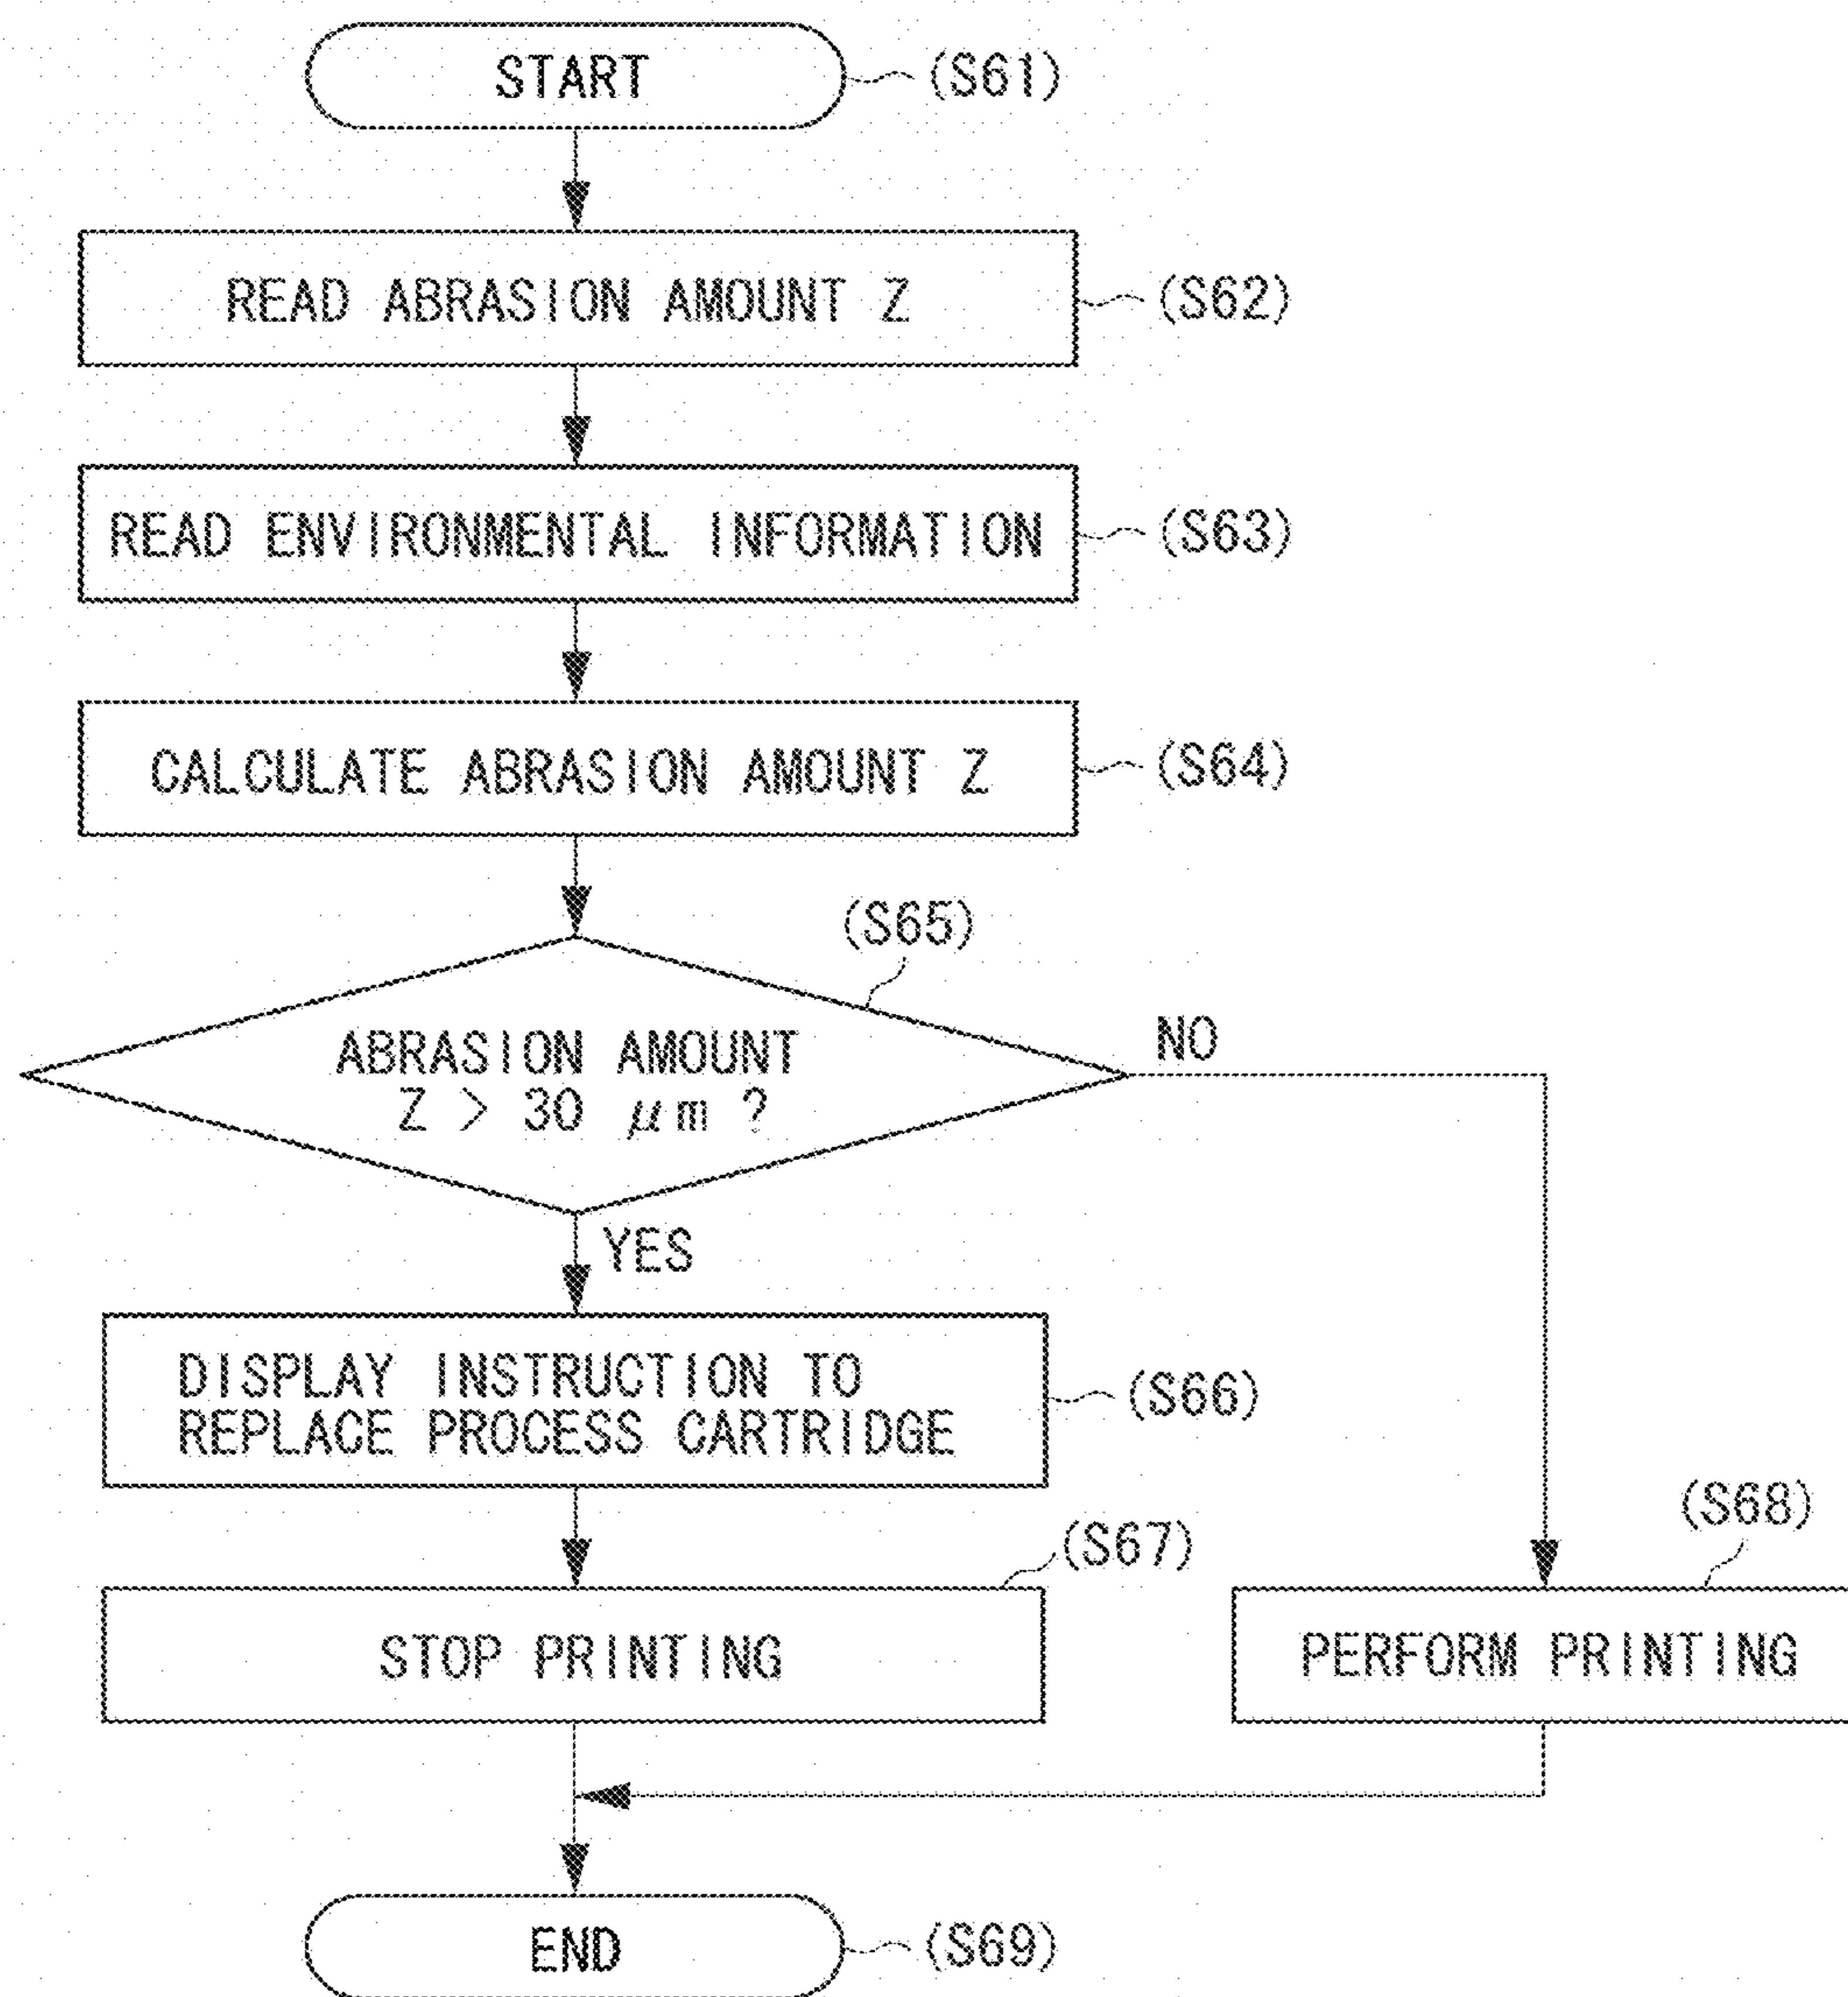 START (S61)
READ ABRASION AMOUNT Z (S62)
READ ENVIRONMENTAL INFORMATION (S63)
CALCULATE ABRASION AMOUNT Z (S64)
(S65)
ABRASION AMOUNT
Z > 30 μm ?
NO
YES
DISPLAY INSTRUCTION TO
REPLACE PROCESS CARTRIDGE
(S66)
(S67)
STOP PRINTING
(S68)
PERFORM PRINTING
END (S69)